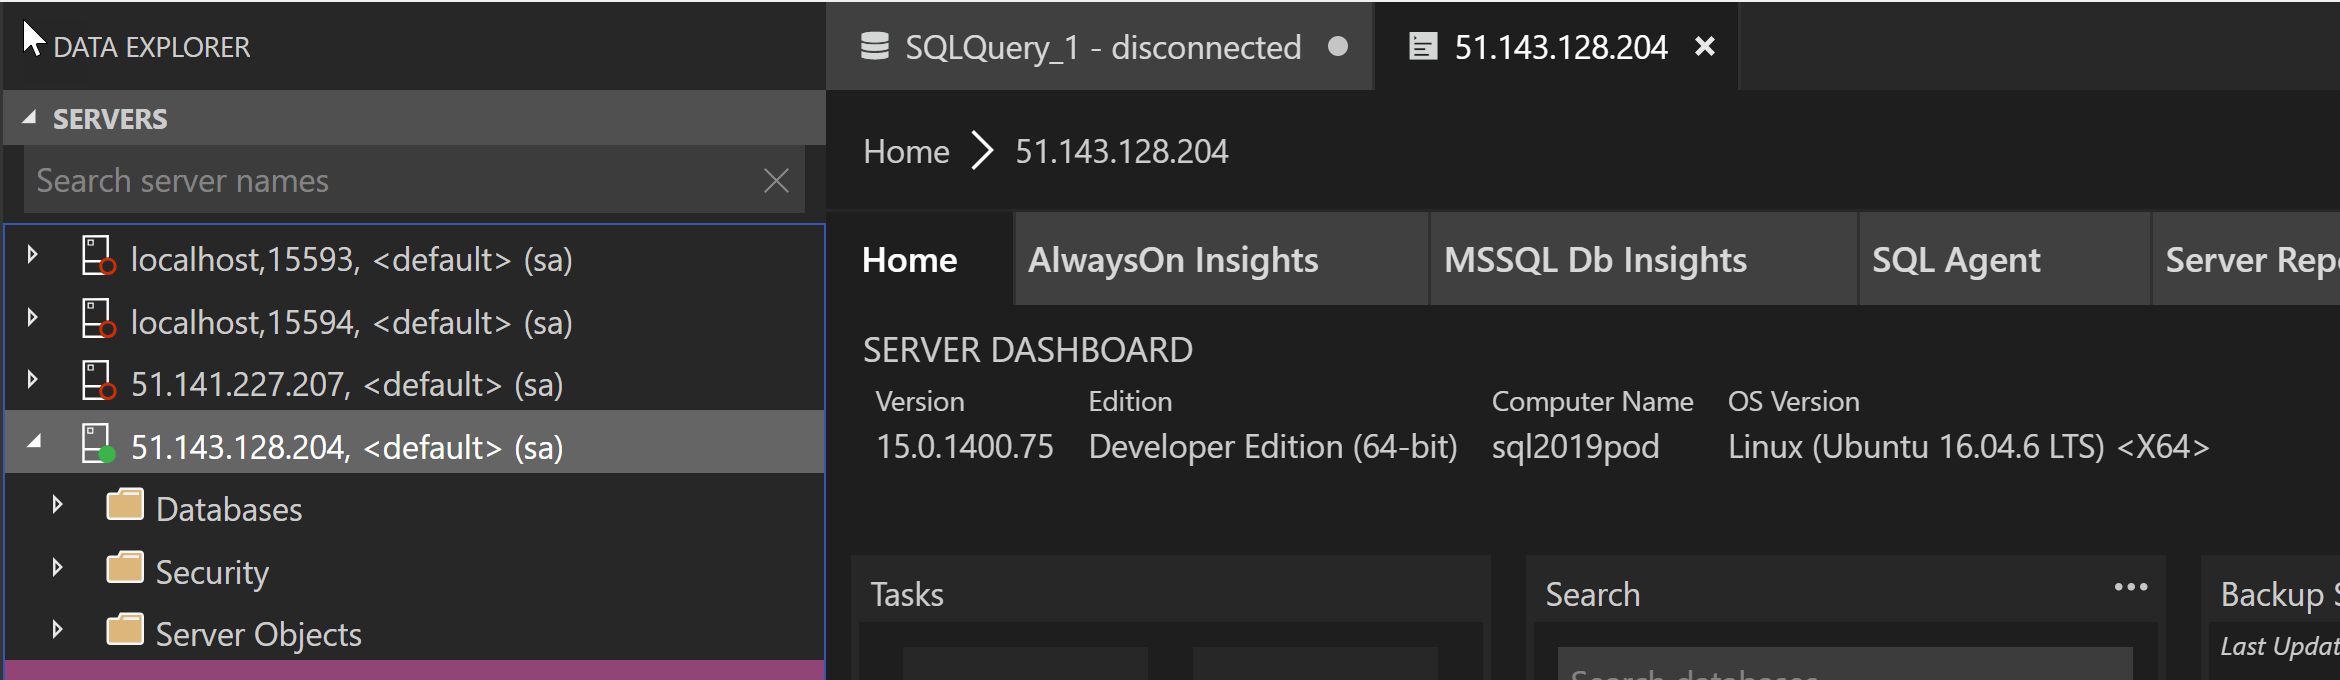 DATA EXPLORER
SERVERS
Search server names
localhost,15593, <default> (sa)
localhost,15594, <default> (sa)
51.141.227.207, <default> (sa)
51.143.128.204, <default> (sa)
Databases
Security
Server Objects
SQLQuery_1 - disconnected
51.143.128.204
Home 51.143.128.204
Home AlwaysOn Insights MSSQL Db Insights SQL Agent Server Rep
SERVER DASHBOARD
Version Edition Computer Name OS Version
15.0.1400.75 Developer Edition (64-bit) sql2019pod Linux (Ubuntu 16.04.6 LTS) <X64>
Tasks
Search
Search databases
Backup S
Last Updat